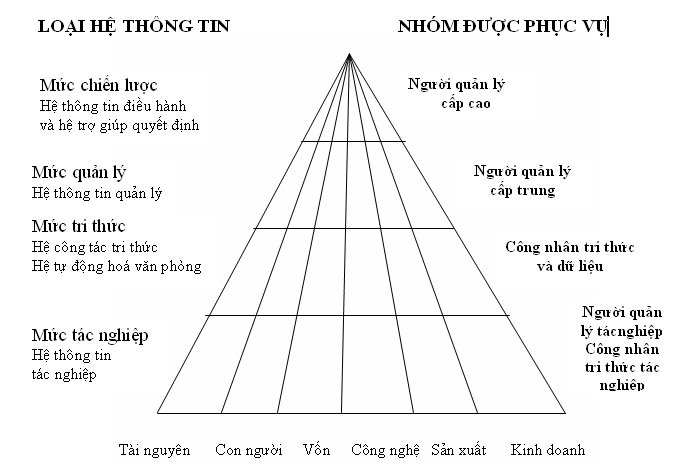 LOẠI HỆ THÔNG TIN
NHÓM ĐƯỢC PHỤC VỤ
Mức chiến lược
Hệ thông tin điều hành
và hệ trợ giúp quyết định
Người quản lý
cấp cao
Mức quản lý
Hệ thông tin quản lý
Người quản lý
cấp trung
Mức tri thức
Hệ công tác tri thức
Hệ tự động hoá văn phòng
Công nhân tri thức
và dữ liệu
Mức tác nghiệp
Hệ thông tin
tác nghiệp
Người quản
lý tácnghiệp
Công nhân
tri thức tác
nghiệp
Tài nguyên Con người Vốn Công nghệ Sản xuất Kinh doanh